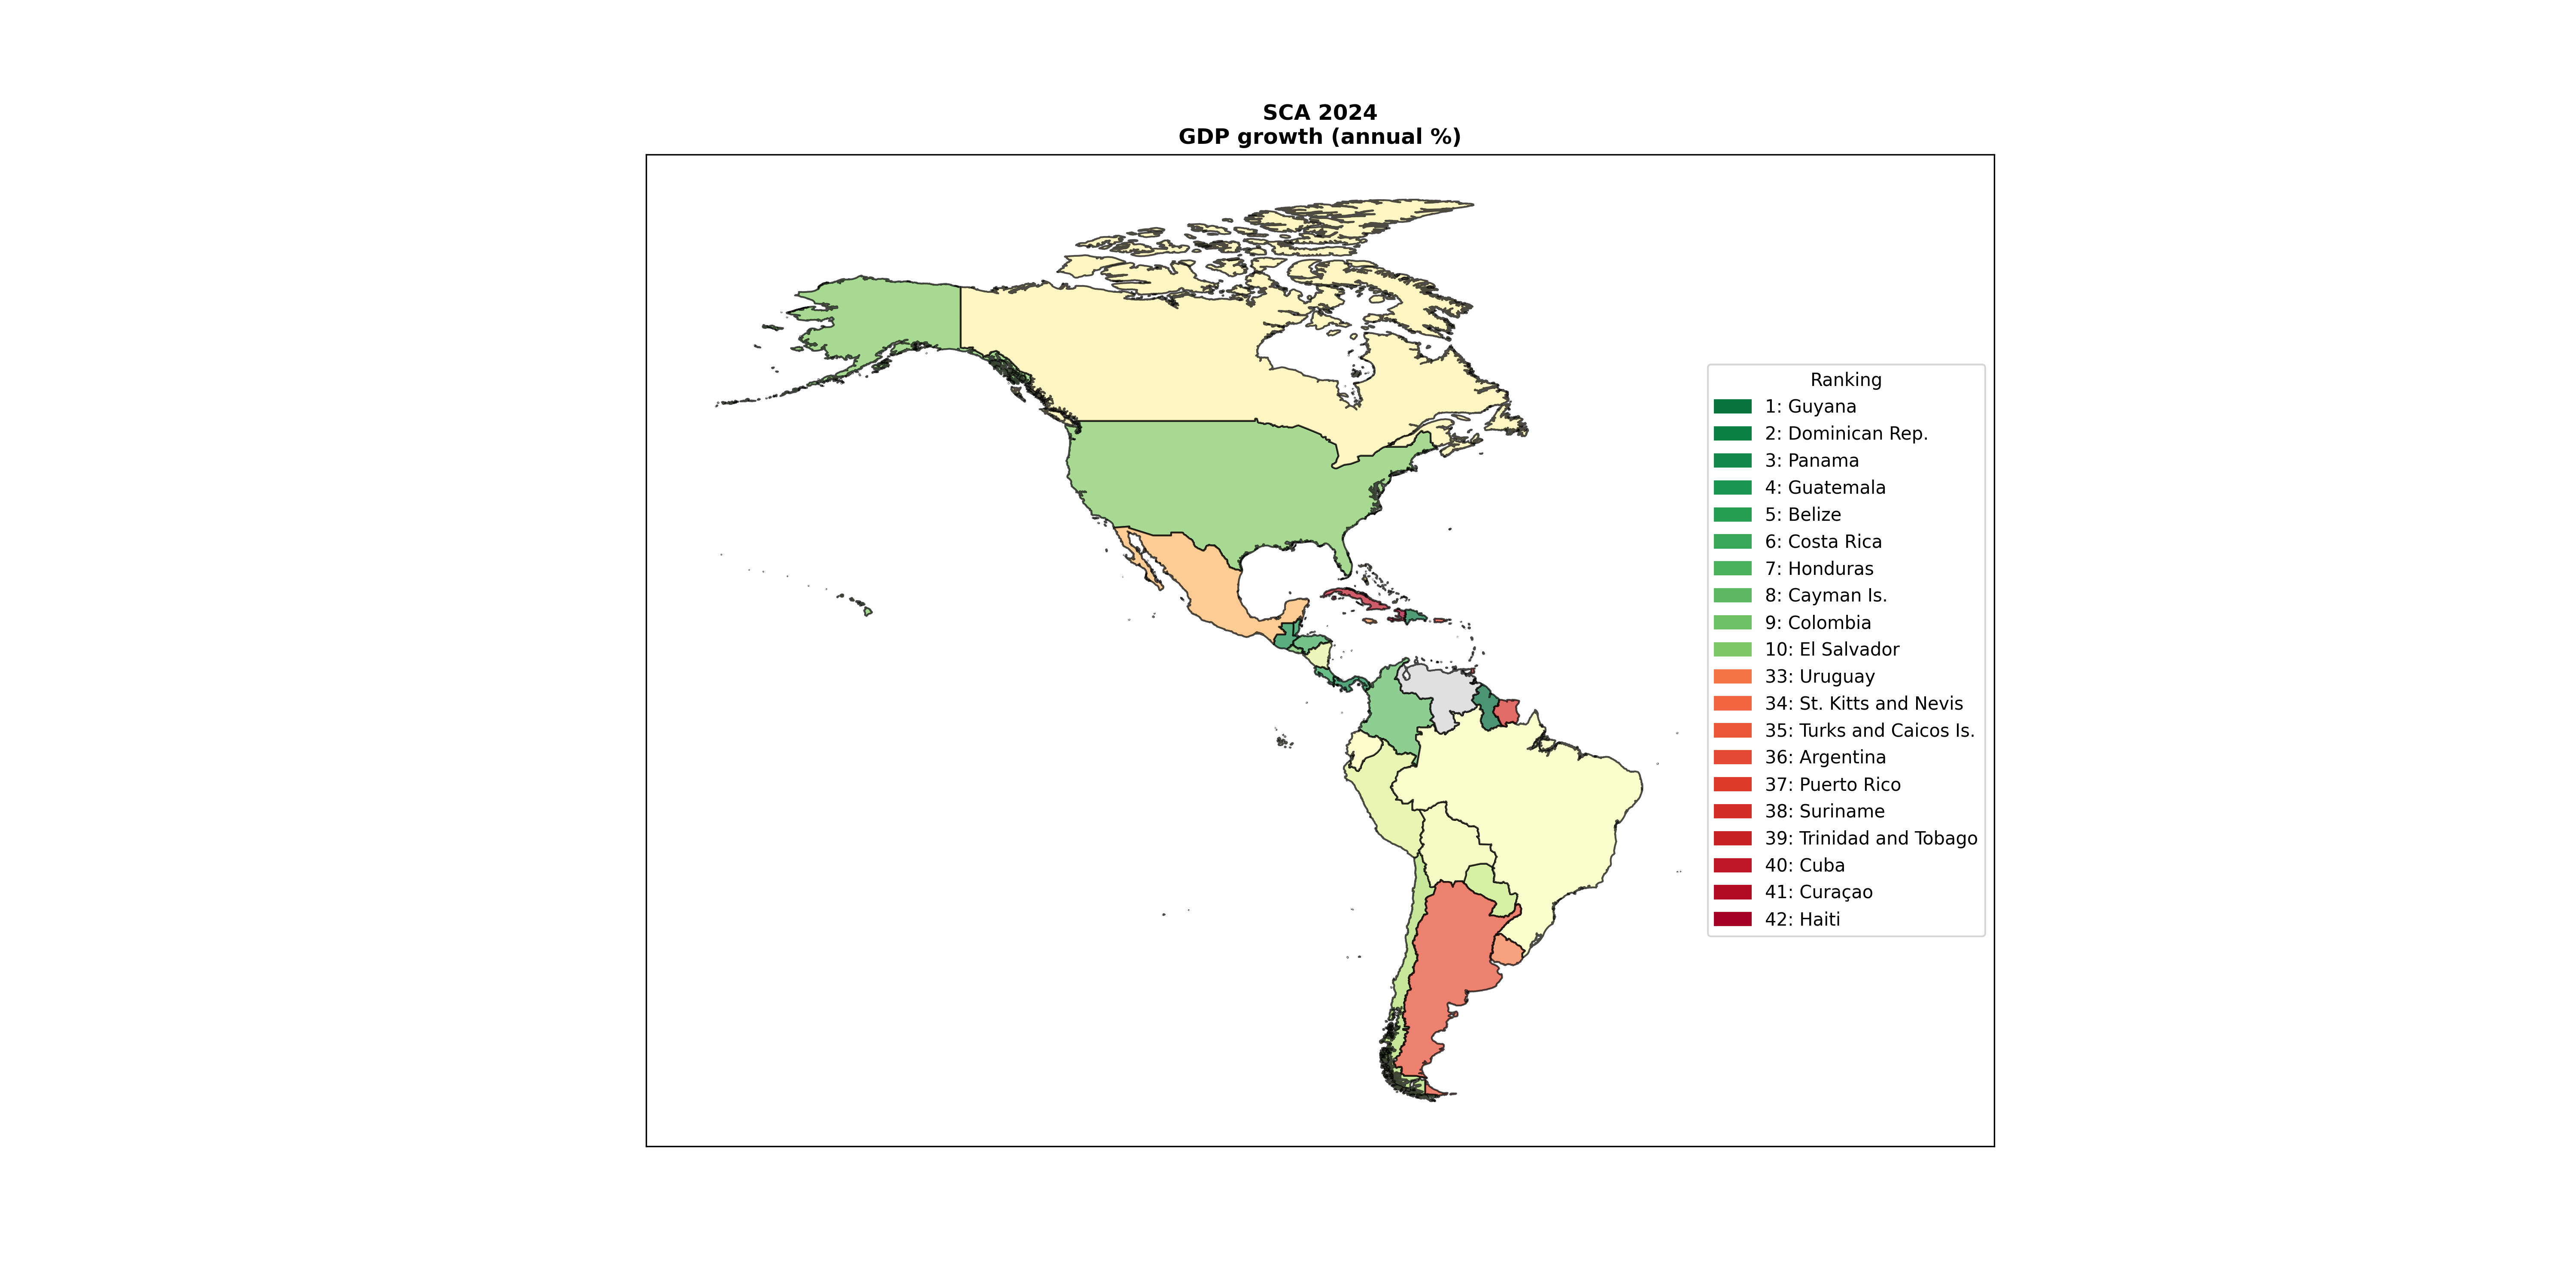 SCA 2024
GDP growth (annual %)
Ranking
1: Guyana
2: Dominican Rep.
3: Panama
4: Guatemala
5: Belize
6: Costa Rica
7: Honduras
8: Cayman Is.
9: Colombia
10: El Salvador
33: Uruguay
34: St. Kitts and Nevis
35: Turks and Caicos Is.
36: Argentina
37: Puerto Rico
38: Suriname
39: Trinidad and Tobago
40: Cuba
41: Curaçao
42: Haiti